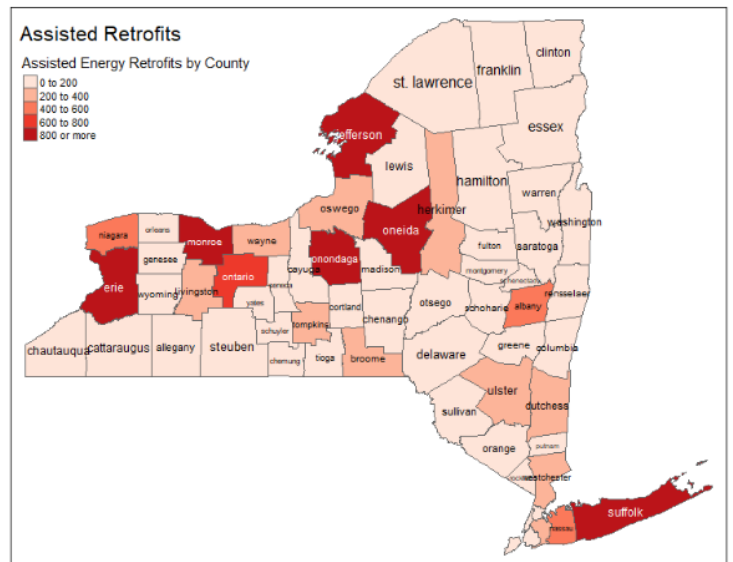 Assisted Retrofits
Assisted Energy Retrofits by County
0 to 200
200 to 400
400 to 600
600 to 800
800 or more
clinton
franklin
st. lawrence
essex
jefferson
lewis
hamilton
warren
oswego
herkimer
washington
oneida
niagara
orleans
monroe
wayne
fulton
saratoga
genesee
onondaga
madison
montgomery
schenectady
erie
wyoming
livingston
ontario
cayuga
seneca
otsego
schoharie
albany
rensselaer
yates
cortland
chenango
tompkins
schuyler
chautauqua
cattaraugus
allegany
steuben
chemung
tioga
broome
delaware
greene
columbia
ulster
dutchess
sullivan
orange
putnam
westchester
suffolk
nassau